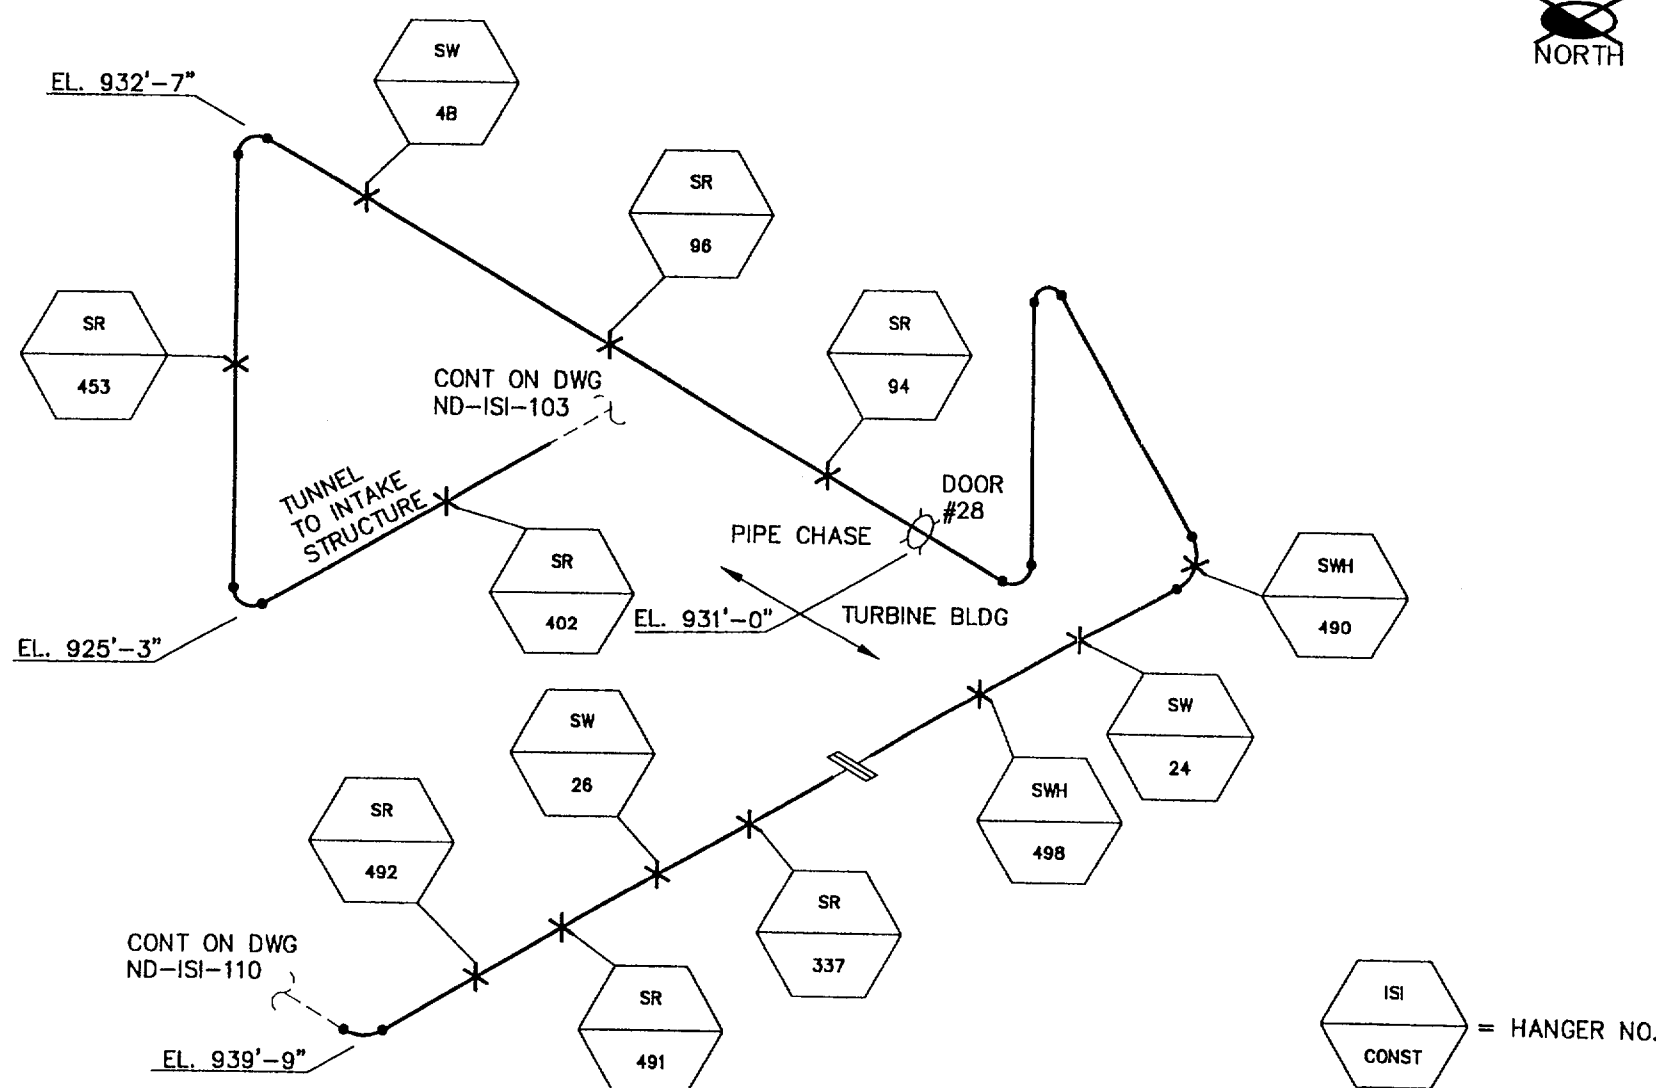 NORTH
SW
4B
EL. 932'-7"
SR
96
SR
453
SR
94
CONT ON DWG
ND-ISI-103
TUNNEL
TO INTAKE
STRUCTURE
DOOR
#28
PIPE CHASE
SR
402
EL. 931'-0"
TURBINE BLDG
SWH
490
EL. 925'-3"
SW
26
SW
24
SWH
498
SR
492
SR
337
CONT ON DWG
ND-ISI-110
SR
491
EL. 939'-9"
ISI
CONST
= HANGER NO.